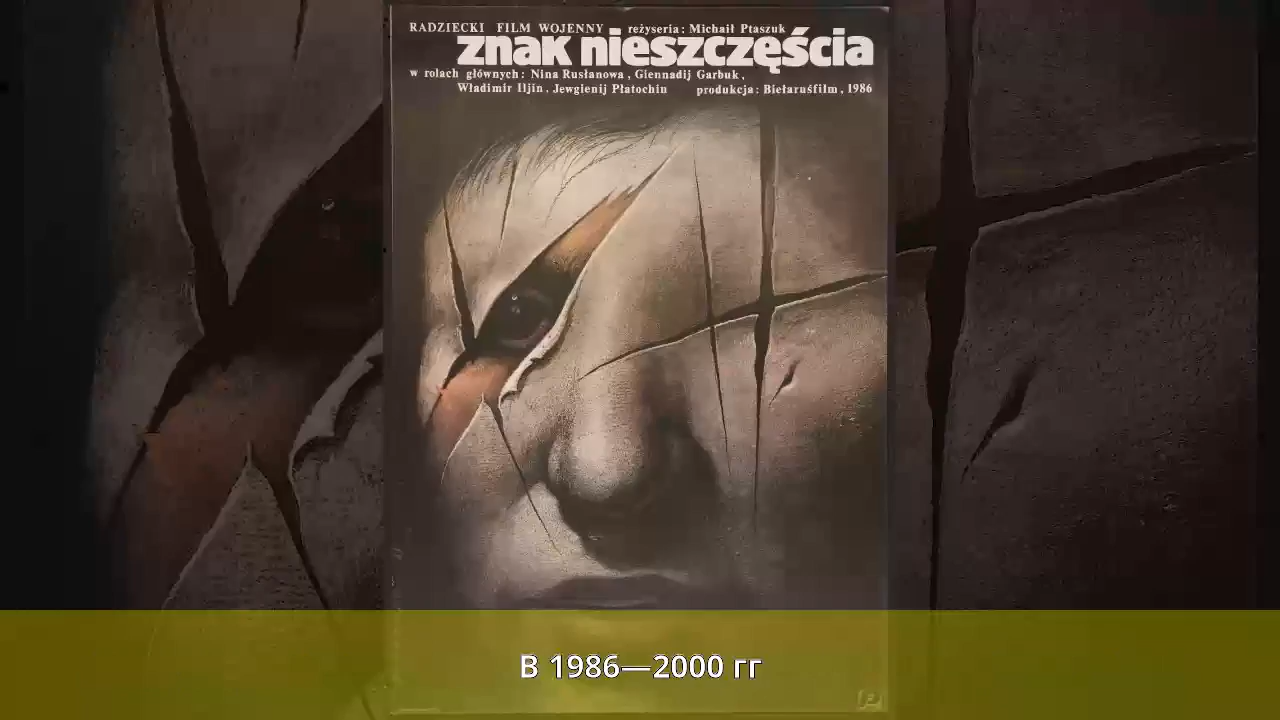 RADZIECKI FILM WOJENNY reżyseria: Michaił Ptaszuk
znak nieszczęścia
w rolach głównych: Nina Rusłanowa, Giennadij Garbuk,
Władimir Iljin, Jewgienij Płatochin produkcja: Biełaruśfilm, 1986
В 1986—2000 гг